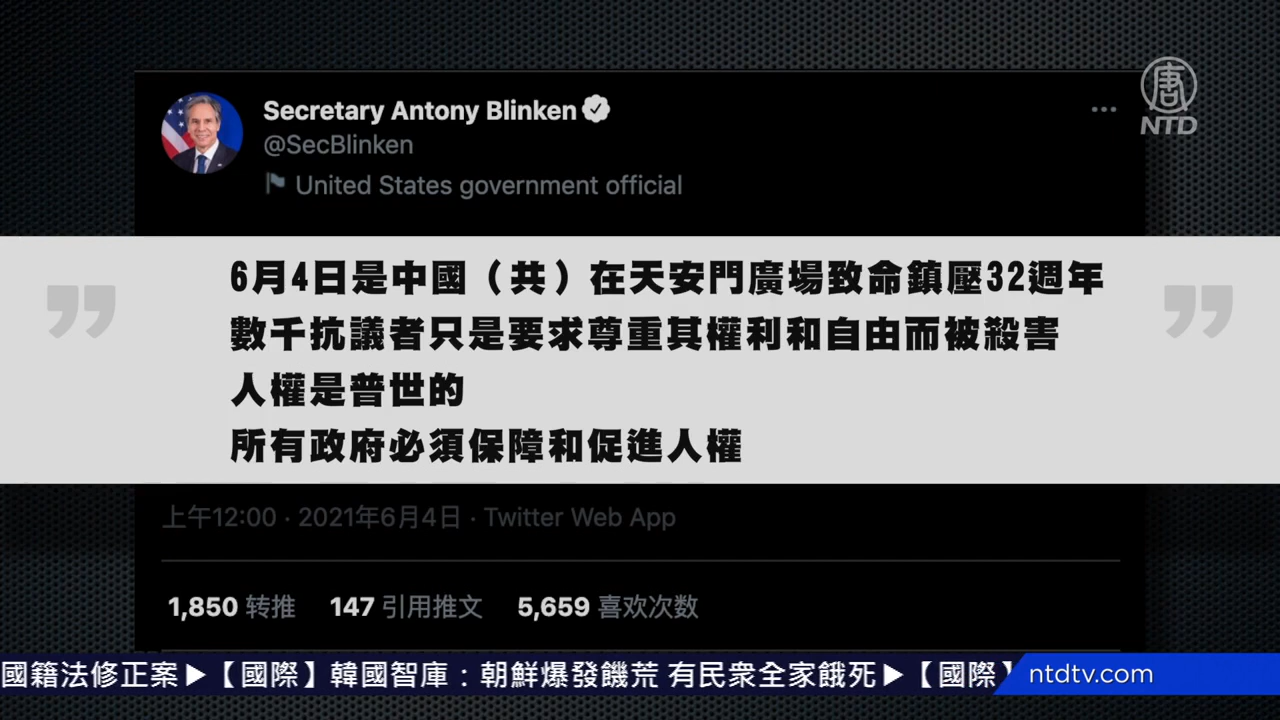 Secretary Antony Blinken
@SecBlinken
United States government official
唐
NTD
6月4日是中國（共）在天安門廣場致命鎮壓32週年
數千抗議者只是要求尊重其權利和自由而被殺害
人權是普世的
所有政府必須保障和促進人權
上午12:00 · 2021年6月4日 · Twitter Web App
1,850 转推 147 引用推文 5,659 喜欢次数
國籍法修正案▶【國際】韓國智庫：朝鮮爆發饑荒 有民衆全家餓死▶【國際】
ntdtv.com